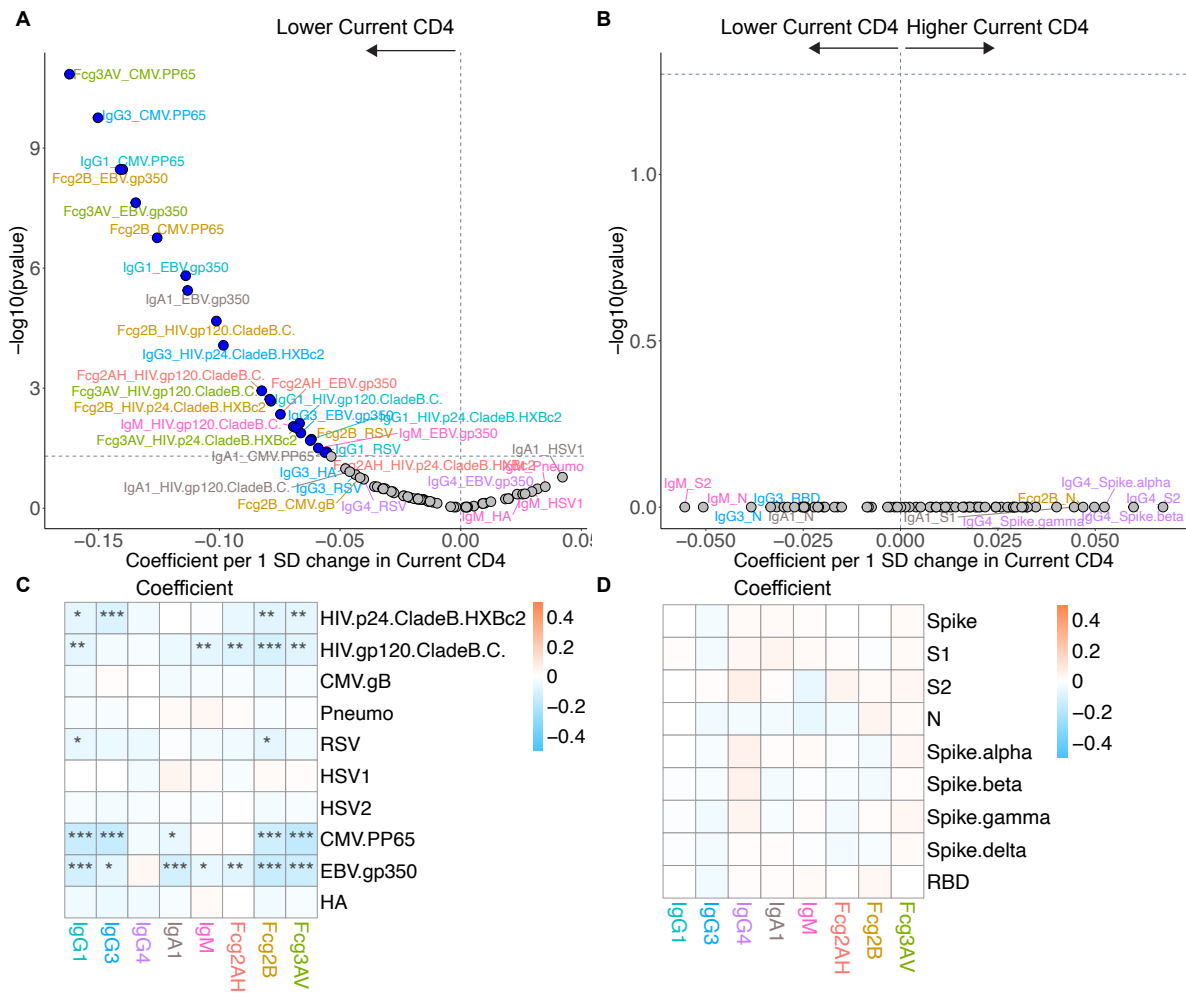 A
Lower Current CD4
Fcg3AV_CMV.PP65
IgG3_CMV.PP65
IgG1_CMV.PP65
Fcg2B_EBV.gp350
Fcg3AV_EBV.gp350
Fcg2B_CMV.PP65
IgG1_EBV.gp350
IgA1_EBV.gp350
Fcg2B_HIV.gp120.CladeB.C.
IgG3_HIV.p24.CladeB.HXBc2
Fcg2AH_HIV.gp120.CladeB.C.
Fcg2AH_EBV.gp350
Fcg3AV_HIV.gp120.CladeB.C.
IgG1_HIV.gp120.CladeB.C.
Fcg2B_HIV.p24.CladeB.HXBc2
IgG3_EBV.gp350
IgG1_HIV.p24.CladeB.HXBc2
IgM_HIV.gp120.CladeB.C.
Fcg2B_RSV
IgM_EBV.gp350
Fcg3AV_HIV.p24.CladeB.HXBc2
IgG1_RSV
IgA1_HSV1
IgA1_CMV.PP65
Fcg2AH_HIV.p24.CladeB.HXBc2
IgM_Pneumo
IgG3_HA
IgG4_EBV.gp350
IgA1_HIV.gp120.CladeB.C.
IgG3_RSV
Fcg2B_CMV.gB
IgG4_RSV
IgM_HSV1
IgM_HA
−log10(pvalue)
9
6
3
0
−0.15
−0.10
−0.05
0.00
0.05
Coefficient per 1 SD change in Current CD4
B
Lower Current CD4
Higher Current CD4
−log10(pvalue)
1.0
0.5
0.0
IgM_S2
IgM_N
IgG3_RBD
Fcg2B_N
IgG4_Spike.alpha
IgG4_S2
IgG3_N
IgA1_N
IgA1_S1
IgG4_Spike.gamma
IgG4_Spike.beta
−0.050
−0.025
0.000
0.025
0.050
Coefficient per 1 SD change in Current CD4
C
Coefficient
* *** ** **
HIV.p24.CladeB.HXBc2
** ** ** *** **
HIV.gp120.CladeB.C.
CMV.gB
Pneumo
* *
RSV
HSV1
HSV2
*** *** * *** ***
CMV.PP65
*** * *** * ** *** ***
EBV.gp350
HA
IgG1
IgG3
IgG4
IgA1
IgM
Fcg2AH
Fcg2B
Fcg3AV
0.4
0.2
0
−0.2
−0.4
D
Coefficient
Spike
S1
S2
N
Spike.alpha
Spike.beta
Spike.gamma
Spike.delta
RBD
IgG1
IgG3
IgG4
IgA1
IgM
Fcg2AH
Fcg2B
Fcg3AV
0.4
0.2
0
−0.2
−0.4